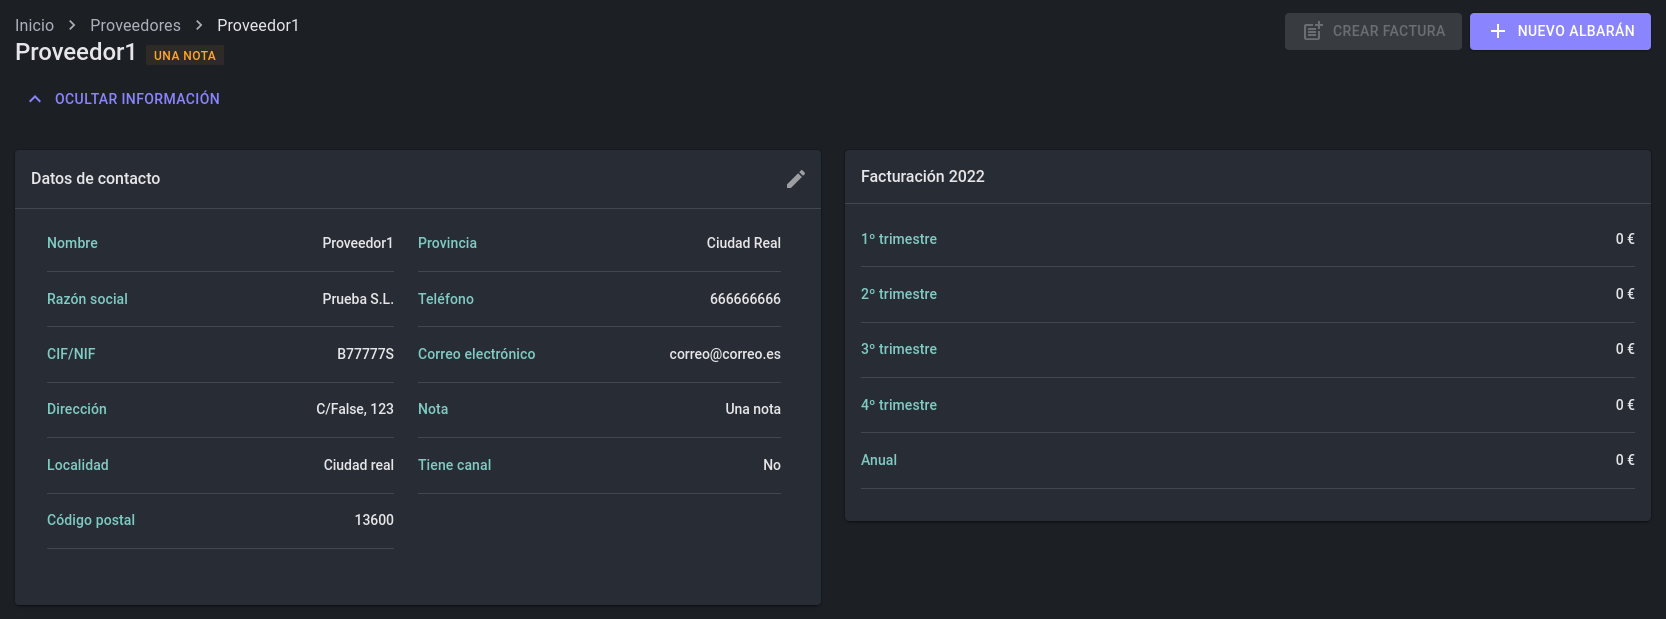 Inicio > Proveedores > Proveedor1
Proveedor1 UNA NOTA
CREAR FACTURA
NUEVO ALBARÁN
OCULTAR INFORMACIÓN
Datos de contacto
Nombre Proveedor1
Razón social Prueba S.L.
CIF/NIF B77777S
Dirección C/False, 123
Localidad Ciudad real
Código postal 13600
Provincia Ciudad Real
Teléfono 666666666
Correo electrónico correo@correo.es
Nota Una nota
Tiene canal No
Facturación 2022
1º trimestre 0 €
2º trimestre 0 €
3º trimestre 0 €
4º trimestre 0 €
Anual 0 €